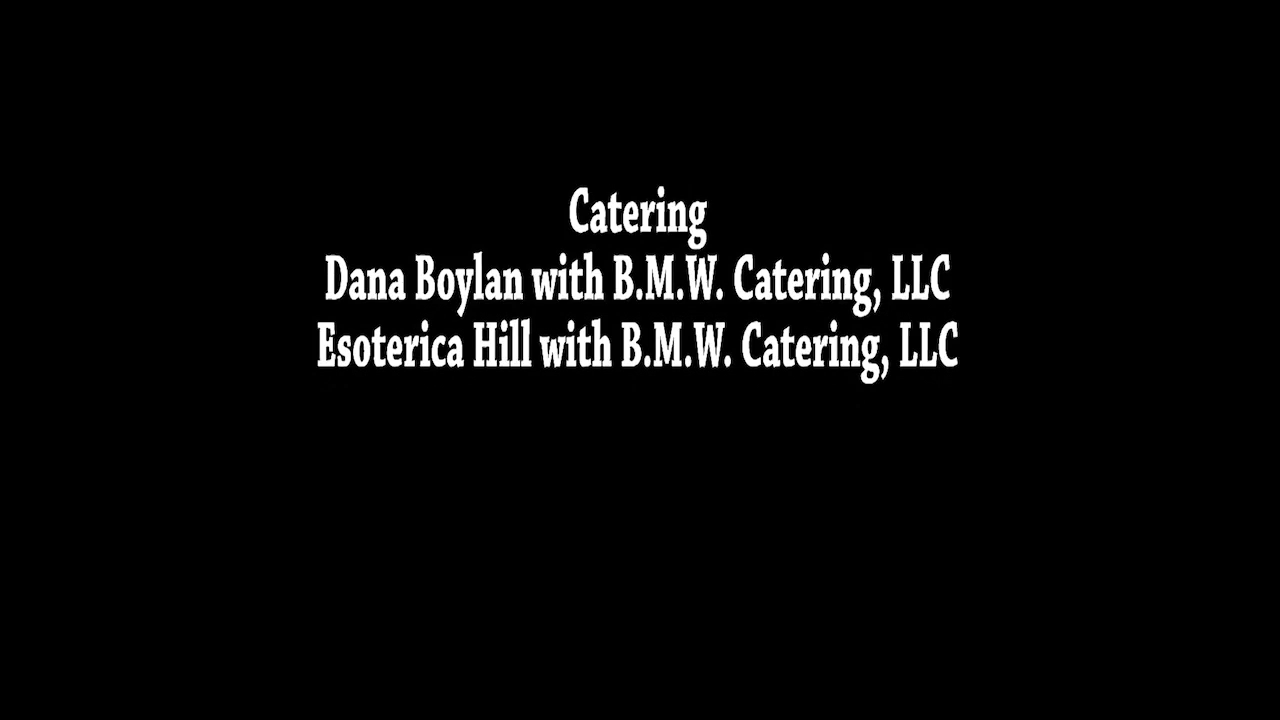 Catering
Dana Boylan with B.M.W. Catering, LLC
Esoterica Hill with B.M.W. Catering, LLC